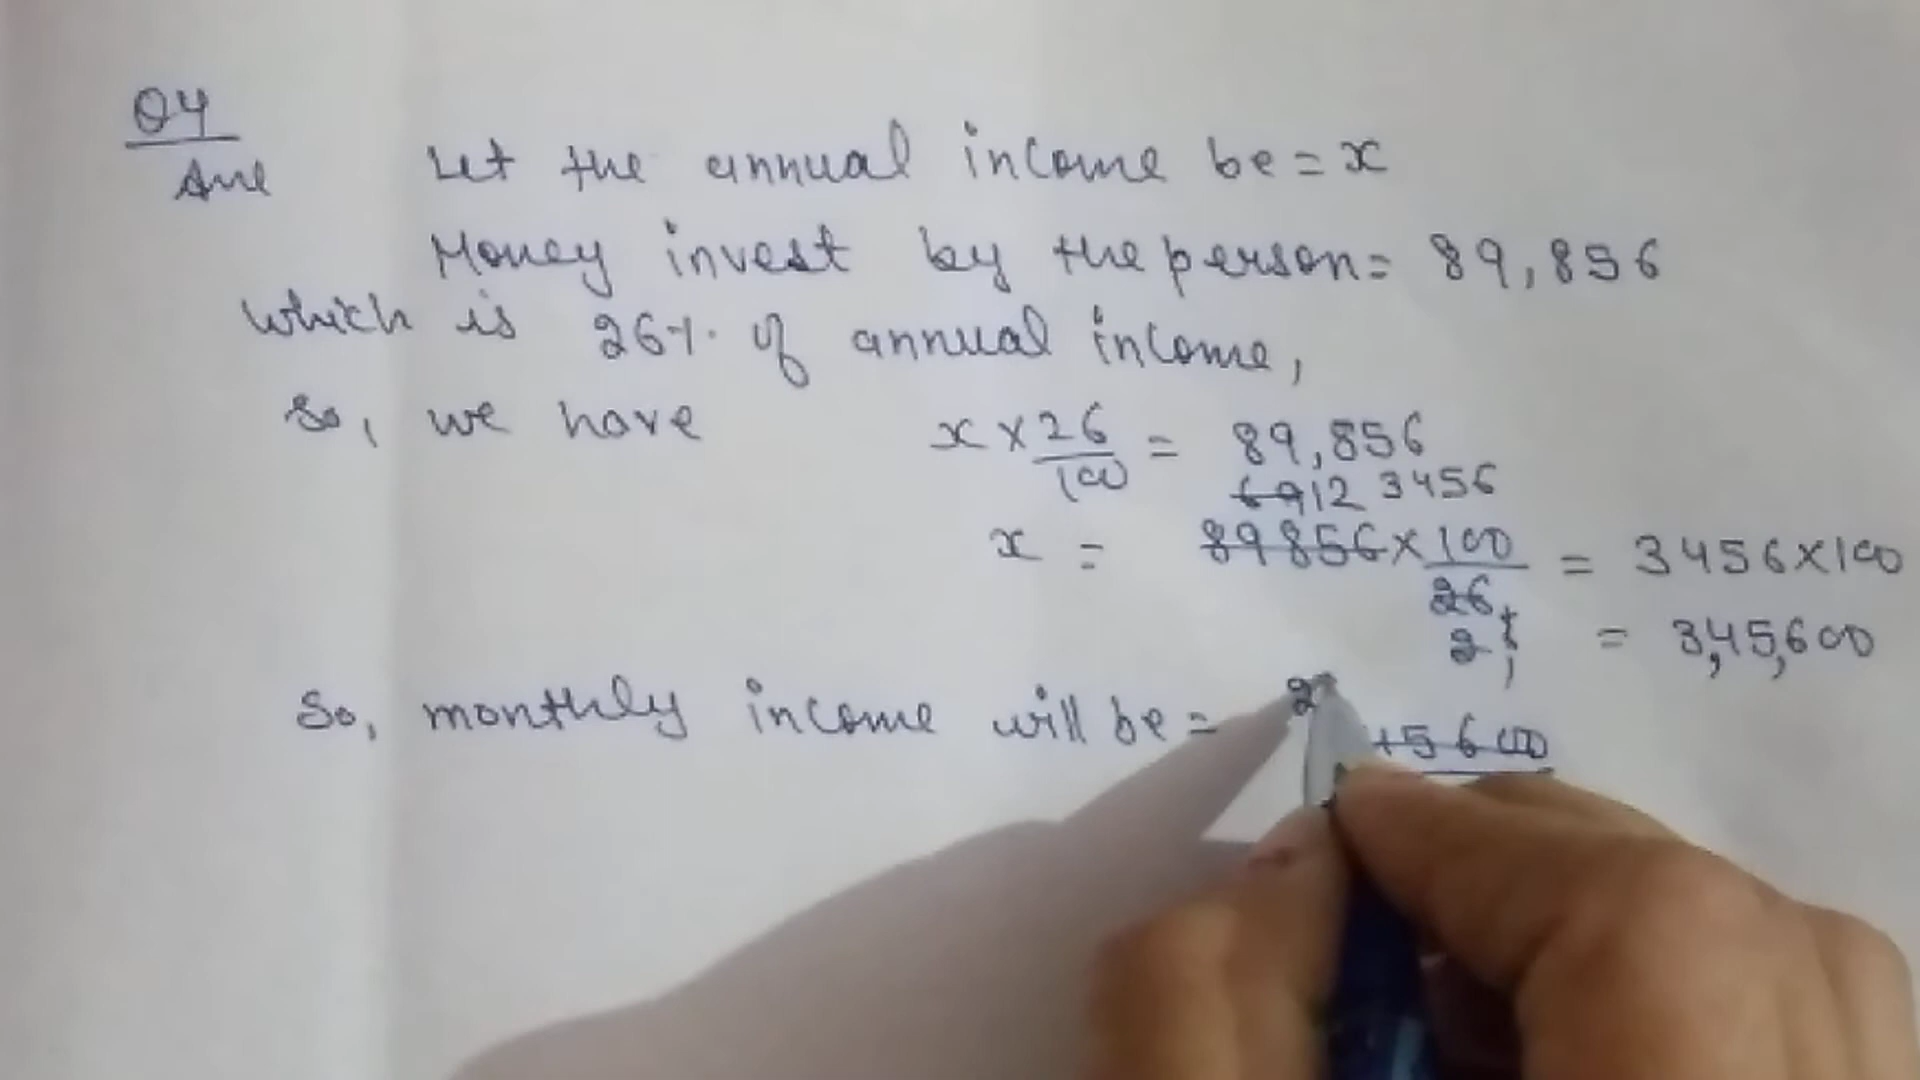 Q4
Ans Let the annual income be = x
Money invest by the person = 89,856
which is 26% of annual income,
So, we have x × 26/100 = 89,856
6912 3456
x = 89856 × 100/26 = 3456×100
2 1 = 3,45,600
So, monthly income will be = 5600